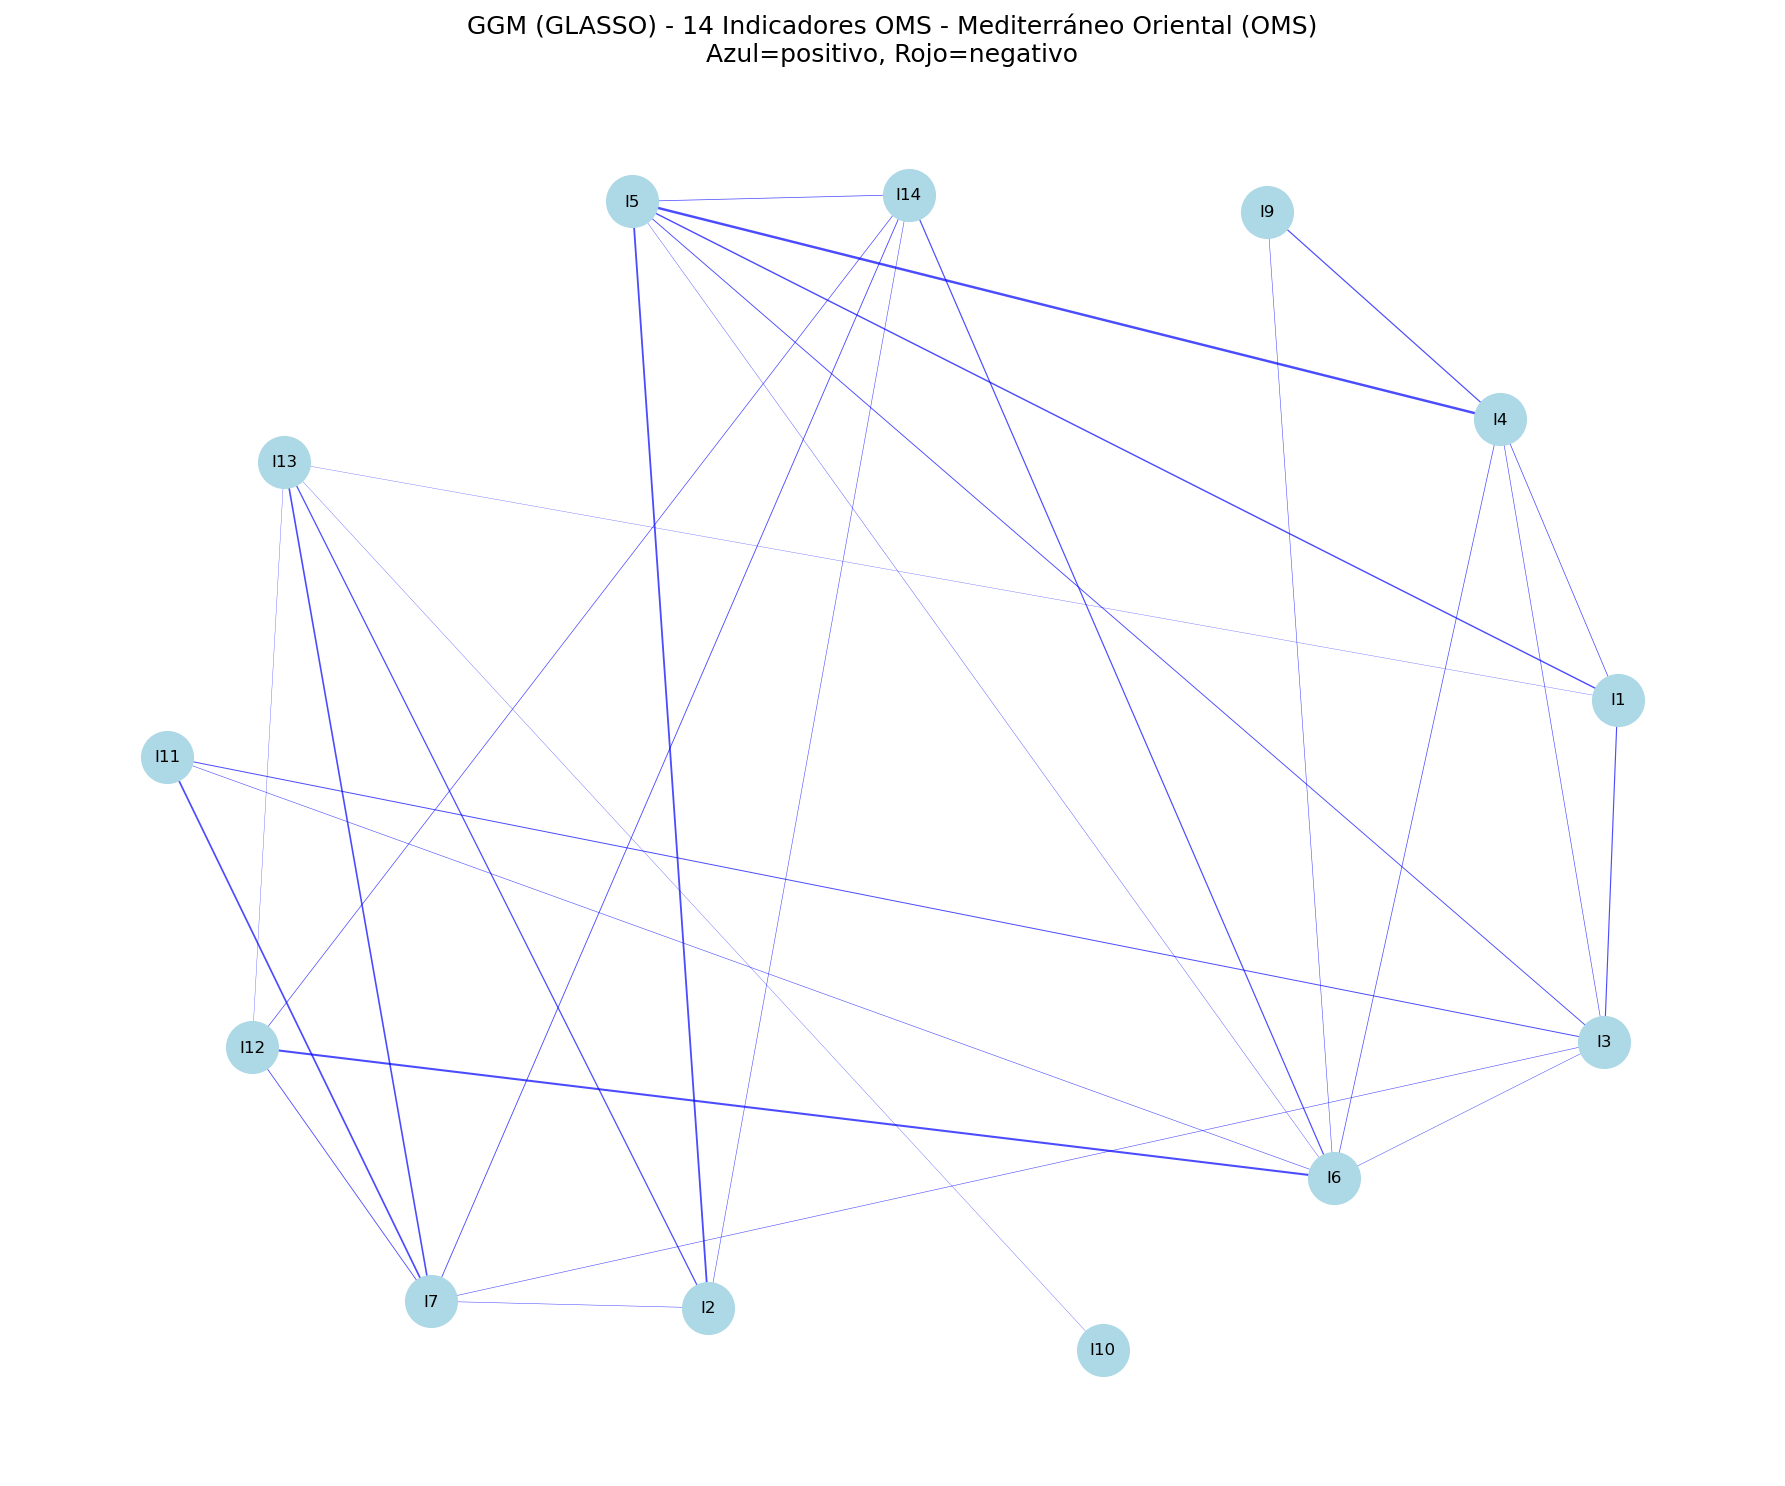 GGM (GLASSO) - 14 Indicadores OMS - Mediterráneo Oriental (OMS)
Azul=positivo, Rojo=negativo
I5
I14
I9
I4
I13
I1
I11
I3
I12
I6
I7
I2
I10